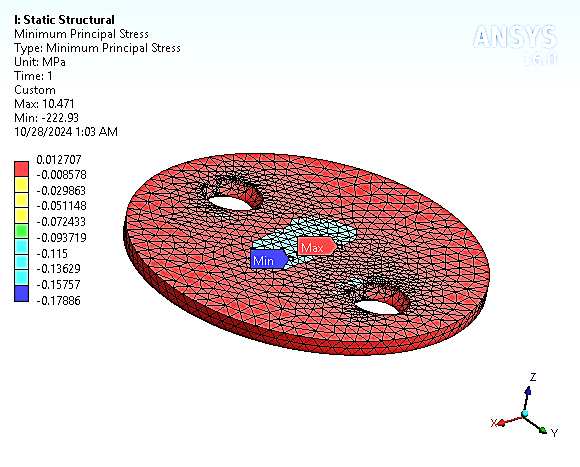 I: Static Structural
Minimum Principal Stress
Type: Minimum Principal Stress
Unit: MPa
Time: 1
Custom
Max: 10.471
Min: -222.93
10/28/2024 1:03 AM
ANSYS
16.0
0.012707
-0.008578
-0.029863
-0.051148
-0.072433
-0.093719
-0.115
-0.13629
-0.15757
-0.17886
Max
Min
Z
X
Y